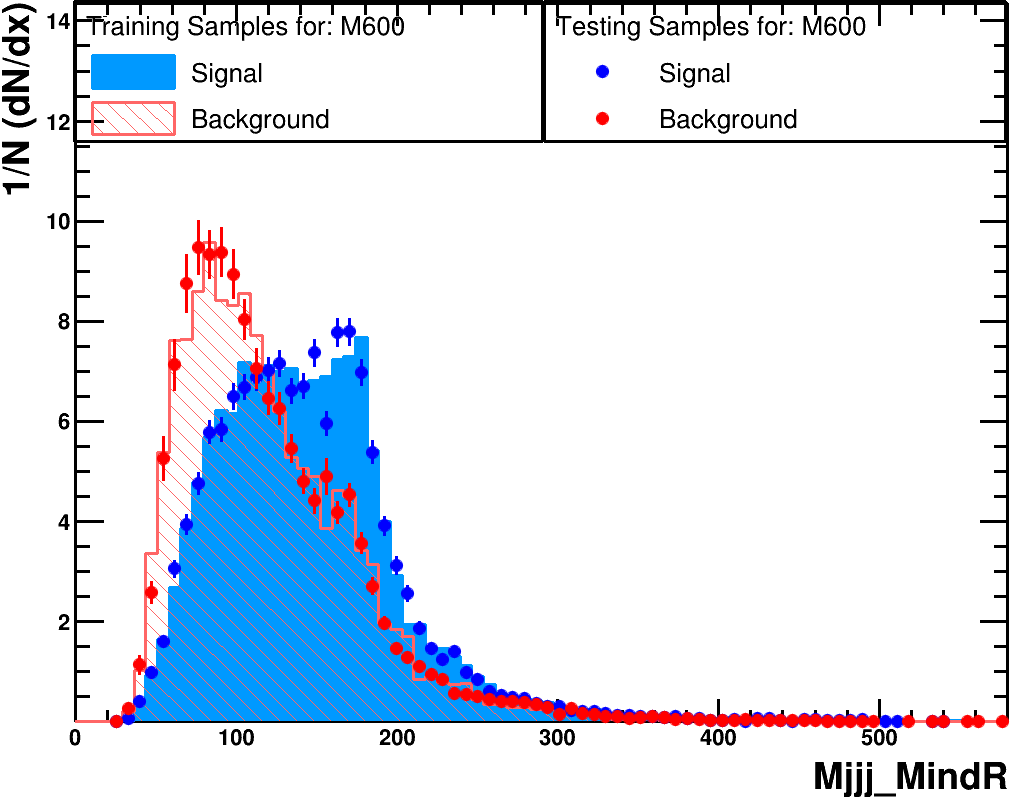 1/N (dN/dx)
Training Samples for: M600
Signal
Background
Testing Samples for: M600
Signal
Background
14
12
10
8
6
4
2
0 100 200 300 400 500
Mjjj_MindR